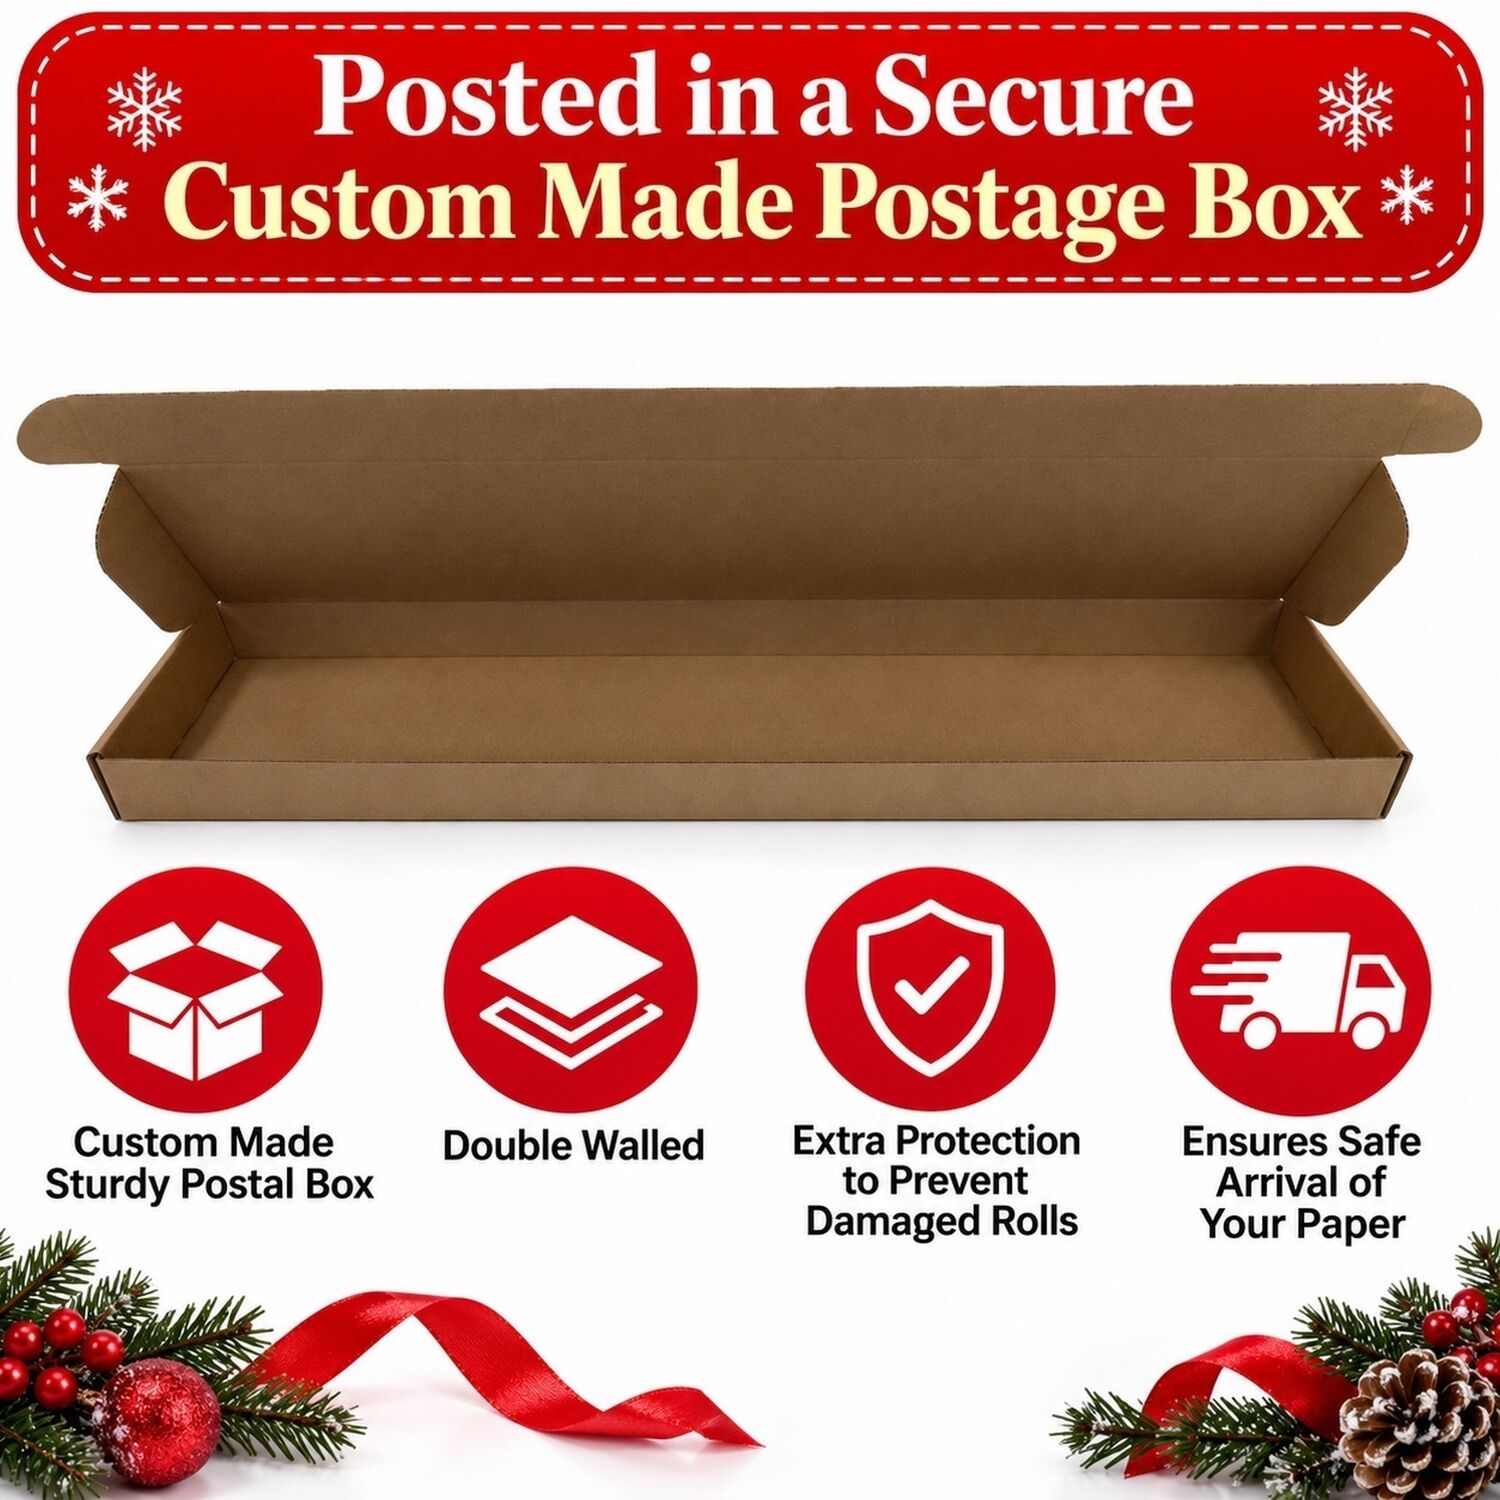 Posted in a Secure
Custom Made Postage Box
Custom Made
Sturdy Postal Box
Double Walled
Extra Protection
to Prevent
Damaged Rolls
Ensures Safe
Arrival of
Your Paper